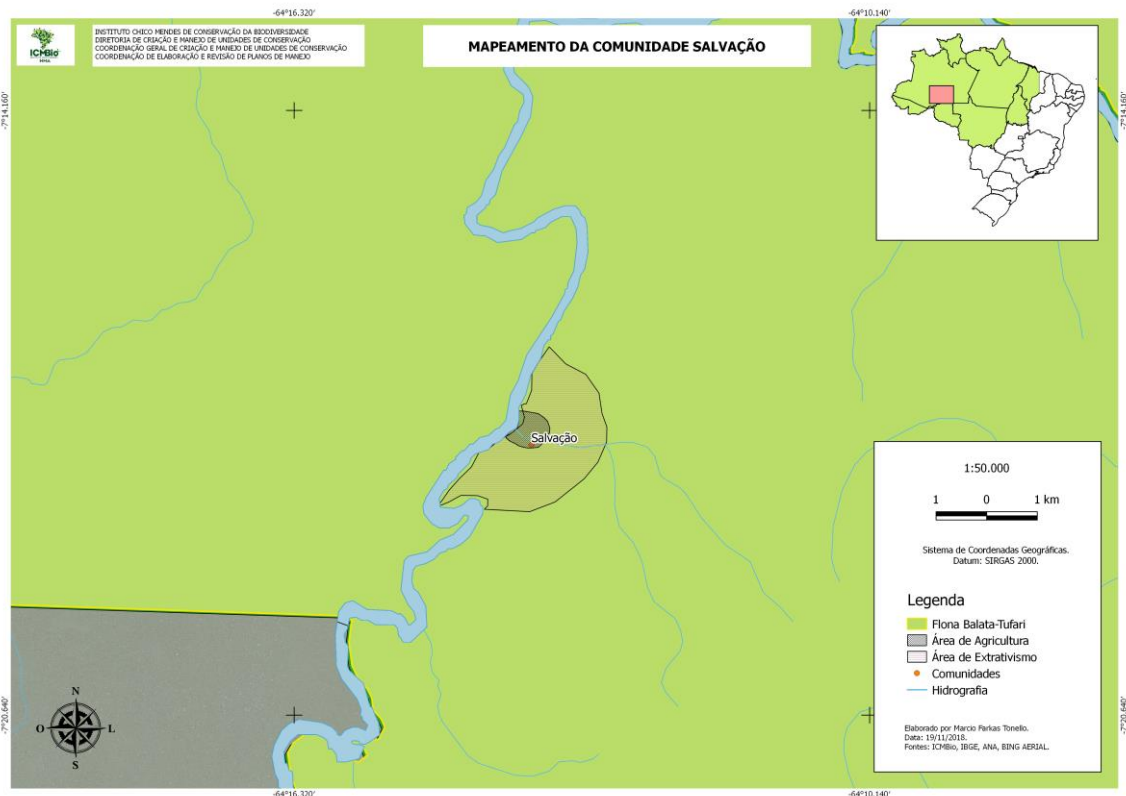 -64°16.320'
-64°10.140'
ICMBio
MMA
INSTITUTO CHICO MENDES DE CONSERVAÇÃO DA BIODIVERSIDADE
DIRETORIA DE CRIAÇÃO E MANEJO DE UNIDADES DE CONSERVAÇÃO
COORDENAÇÃO GERAL DE CRIAÇÃO E MANEJO DE UNIDADES DE CONSERVAÇÃO
COORDENAÇÃO DE ELABORAÇÃO E REVISÃO DE PLANOS DE MANEJO
MAPEAMENTO DA COMUNIDADE SALVAÇÃO
-7°14.160'
-7°14.160'
Salvação
1:50.000
1 0 1 km
Sistema de Coordenadas Geográficas.
Datum: SIRGAS 2000.
Legenda
Flona Balata-Tufari
Área de Agricultura
Área de Extrativismo
Comunidades
Hidrografia
Elaborado por Marcio Farkas Tonello.
Data: 19/11/2018.
Fontes: ICMBio, IBGE, ANA, BING AERIAL.
N
O L
S
-7°20.640'
-7°20.640'
-64°16.320'
-64°10.140'